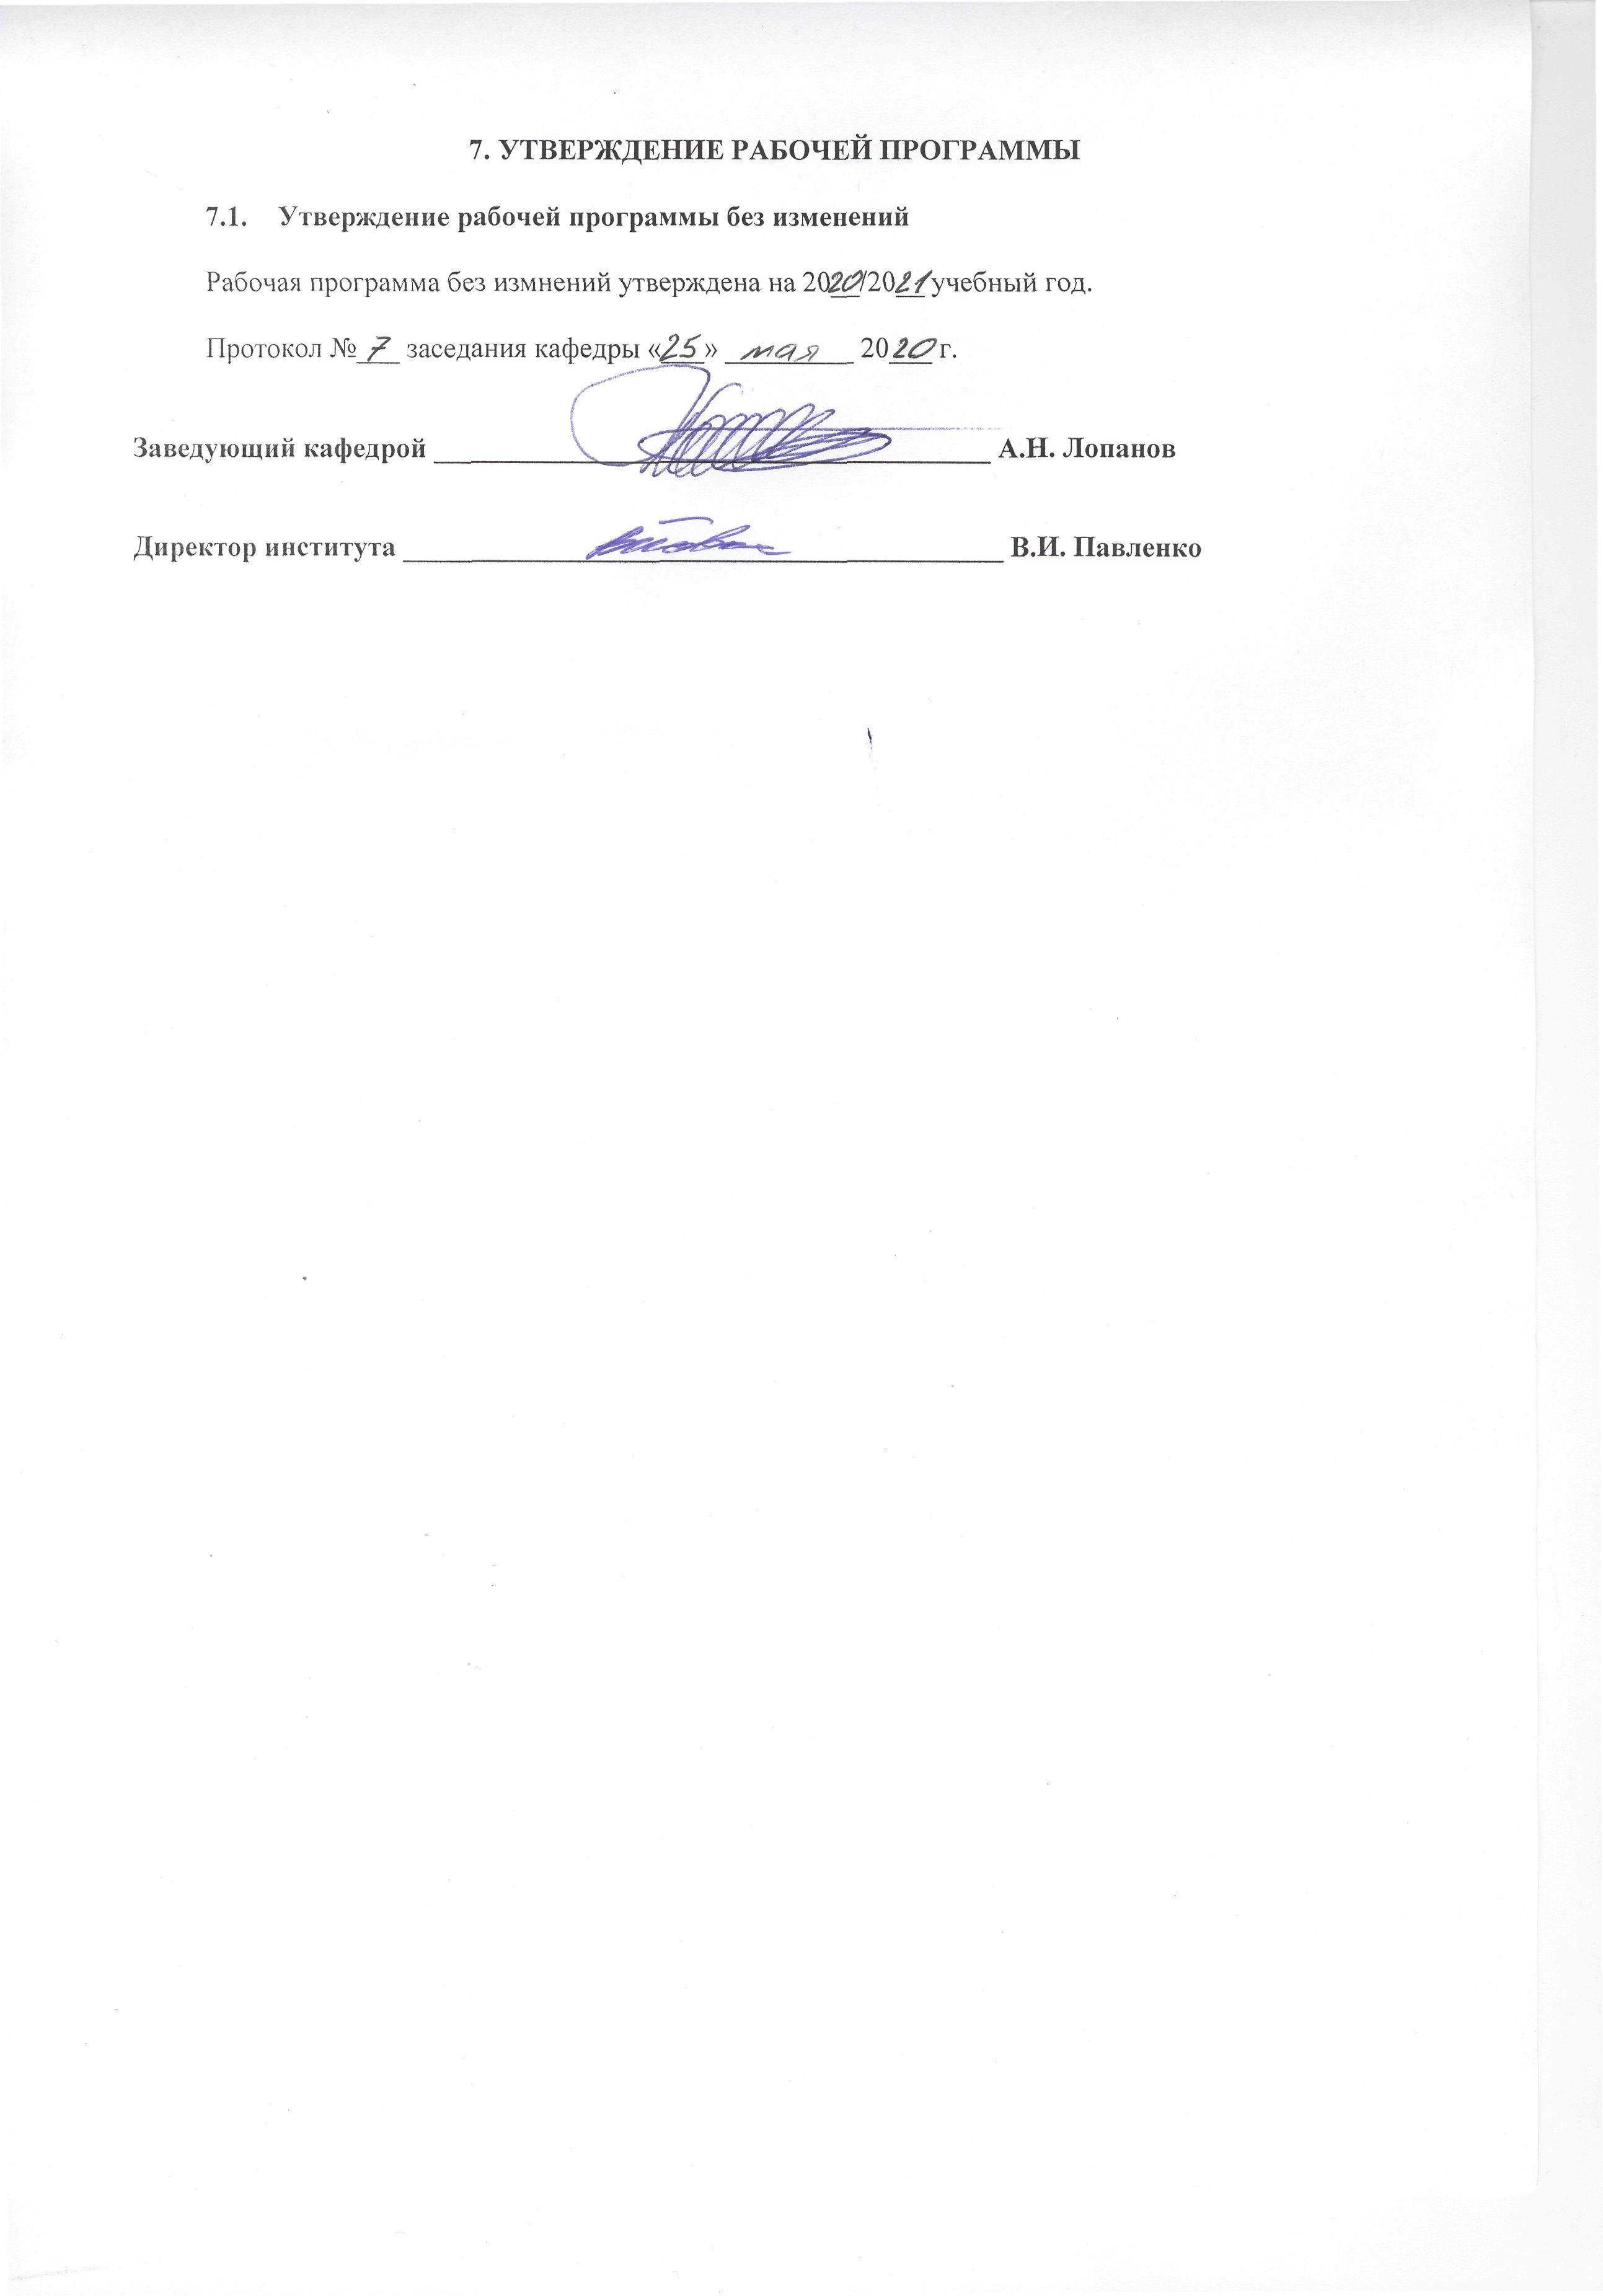 7. УТВЕРЖДЕНИЕ РАБОЧЕЙ ПРОГРАММЫ
7.1. Утверждение рабочей программы без изменений
Рабочая программа без измнений утверждена на 2020/2021 учебный год.
Протокол № 7 заседания кафедры «25» мая 2020 г.
Заведующий кафедрой А.Н. Лопанов
Директор института В.И. Павленко